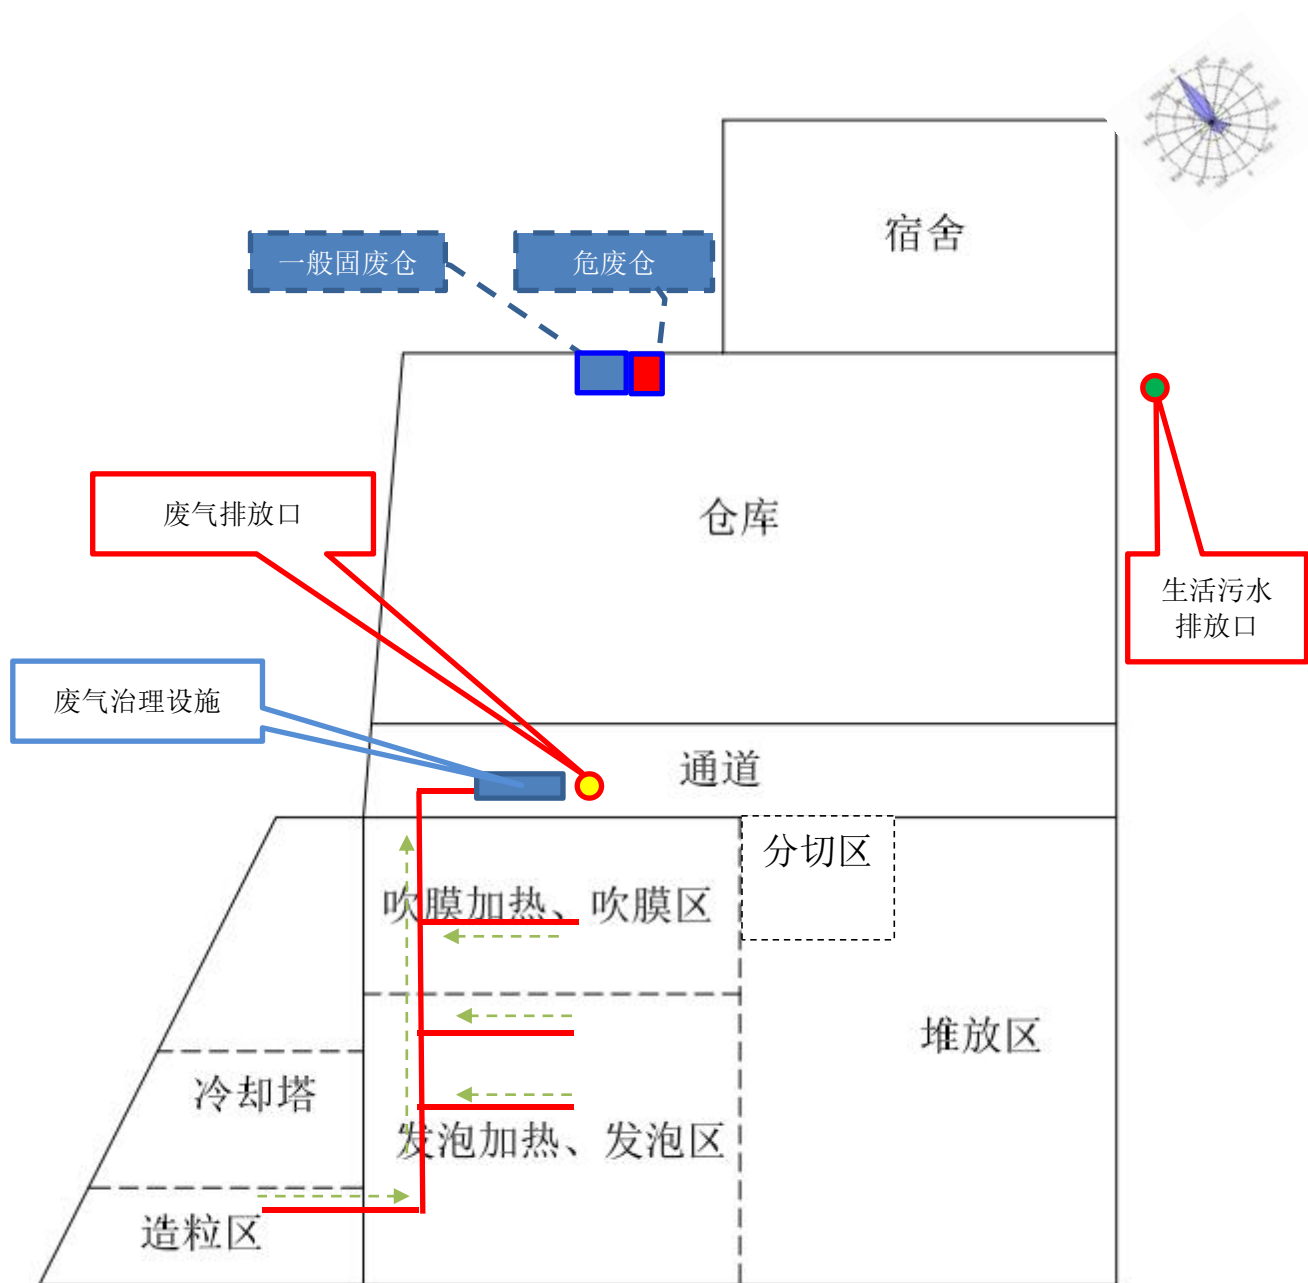 宿舍
一般固废仓
危废仓
仓库
废气排放口
生活污水
排放口
废气治理设施
通道
分切区
吹膜加热、吹膜区
堆放区
冷却塔
发泡加热、发泡区
造粒区